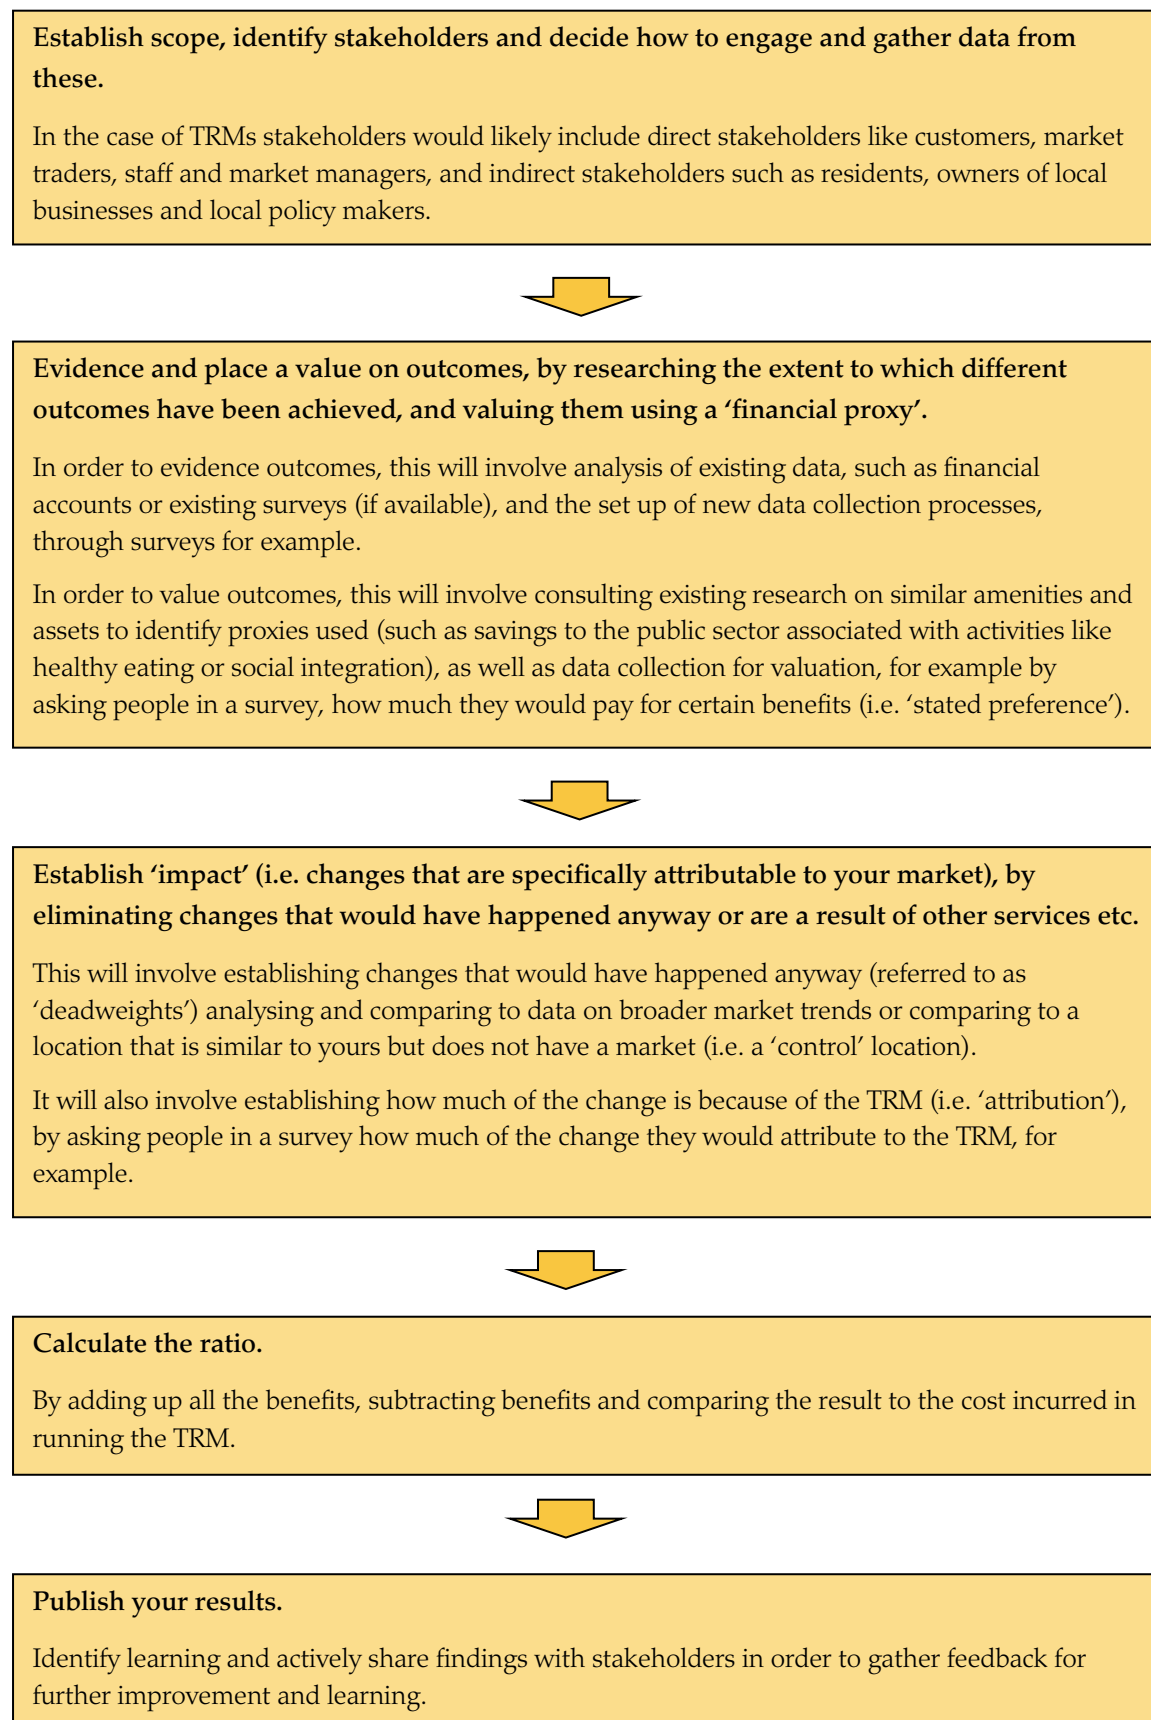 Establish scope, identify stakeholders and decide how to engage and gather data from
these.
In the case of TRMs stakeholders would likely include direct stakeholders like customers, market
traders, staff and market managers, and indirect stakeholders such as residents, owners of local
businesses and local policy makers.
Evidence and place a value on outcomes, by researching the extent to which different
outcomes have been achieved, and valuing them using a ‘financial proxy’.
In order to evidence outcomes, this will involve analysis of existing data, such as financial
accounts or existing surveys (if available), and the set up of new data collection processes,
through surveys for example.
In order to value outcomes, this will involve consulting existing research on similar amenities and
assets to identify proxies used (such as savings to the public sector associated with activities like
healthy eating or social integration), as well as data collection for valuation, for example by
asking people in a survey, how much they would pay for certain benefits (i.e. ‘stated preference’).
Establish ‘impact’ (i.e. changes that are specifically attributable to your market), by
eliminating changes that would have happened anyway or are a result of other services etc.
This will involve establishing changes that would have happened anyway (referred to as
‘deadweights’) analysing and comparing to data on broader market trends or comparing to a
location that is similar to yours but does not have a market (i.e. a ‘control’ location).
It will also involve establishing how much of the change is because of the TRM (i.e. ‘attribution’),
by asking people in a survey how much of the change they would attribute to the TRM, for
example.
Calculate the ratio.
By adding up all the benefits, subtracting benefits and comparing the result to the cost incurred in
running the TRM.
Publish your results.
Identify learning and actively share findings with stakeholders in order to gather feedback for
further improvement and learning.